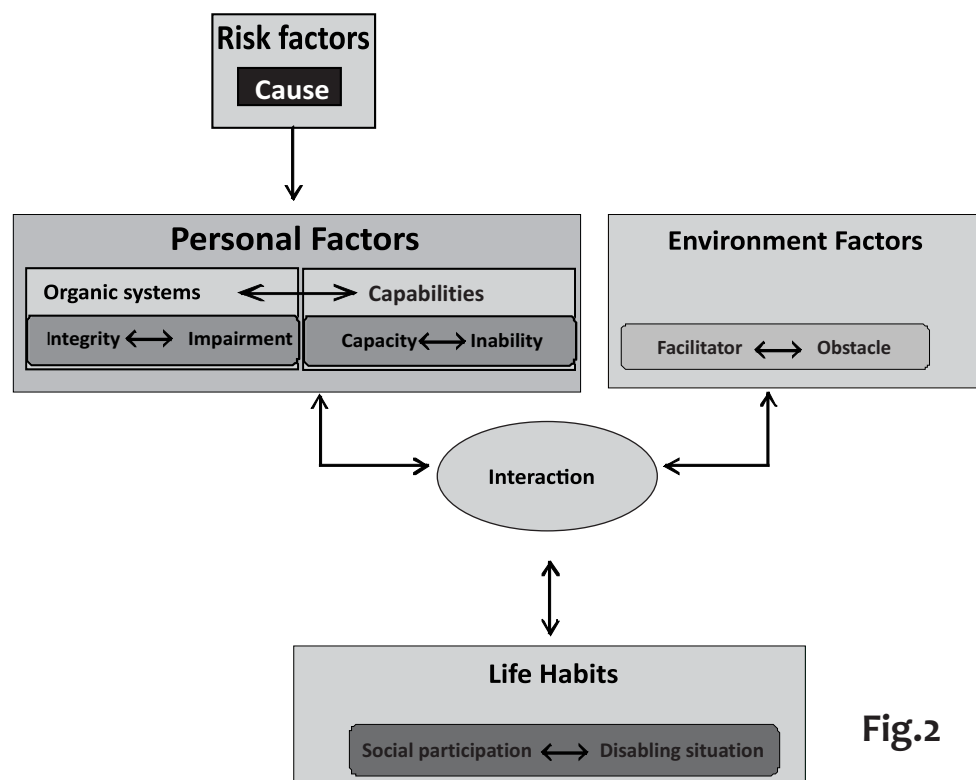 Risk factors
Cause
Personal Factors
Organic systems Capabilities
Integrity Impairment Capacity Inability
Environment Factors
Facilitator Obstacle
Interaction
Life Habits
Social participation Disabling situation
Fig.2